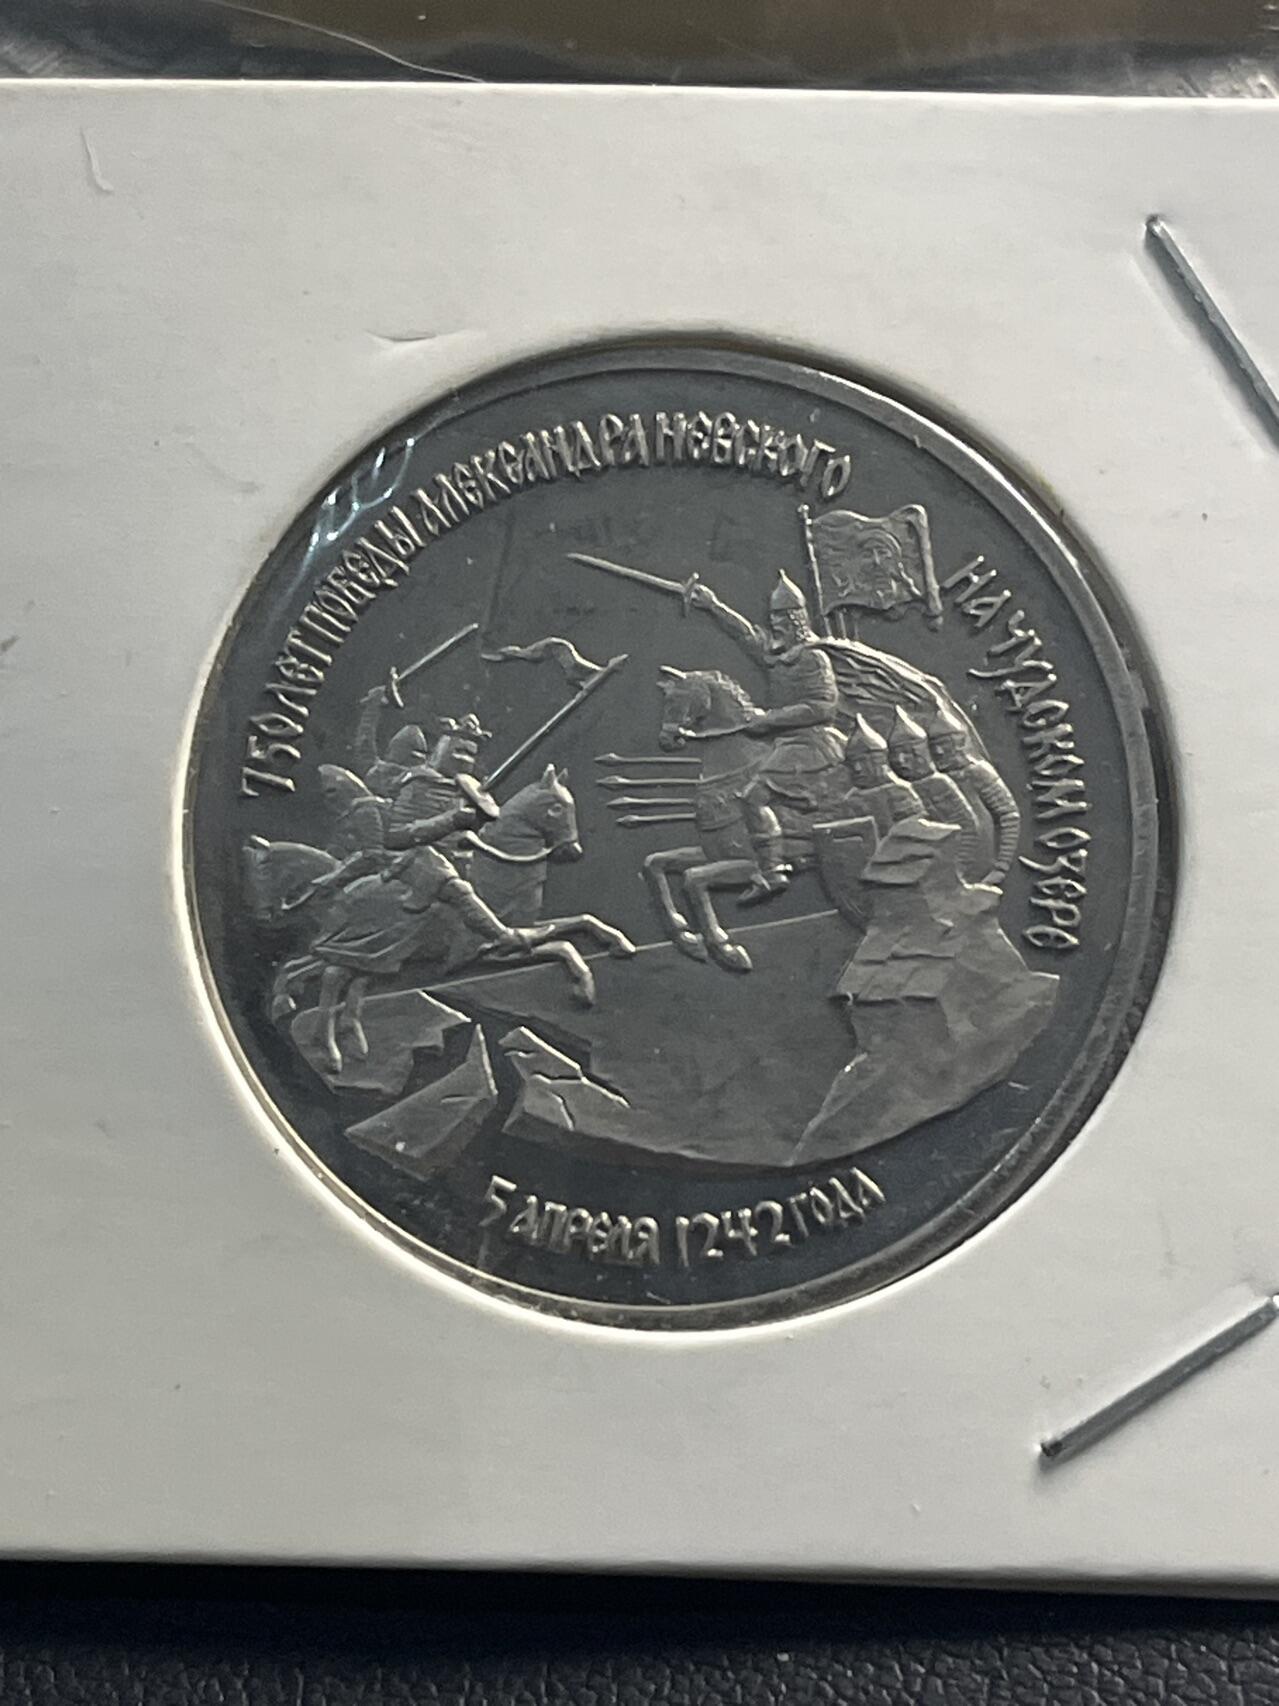 750 ЛЕТ ПОБЕДЫ АЛЕКСАНДРА НЕВСКОГО
НА ЧУДСКОМ ОЗЕРЕ
5 АПРЕЛЯ 1242 ГОДА